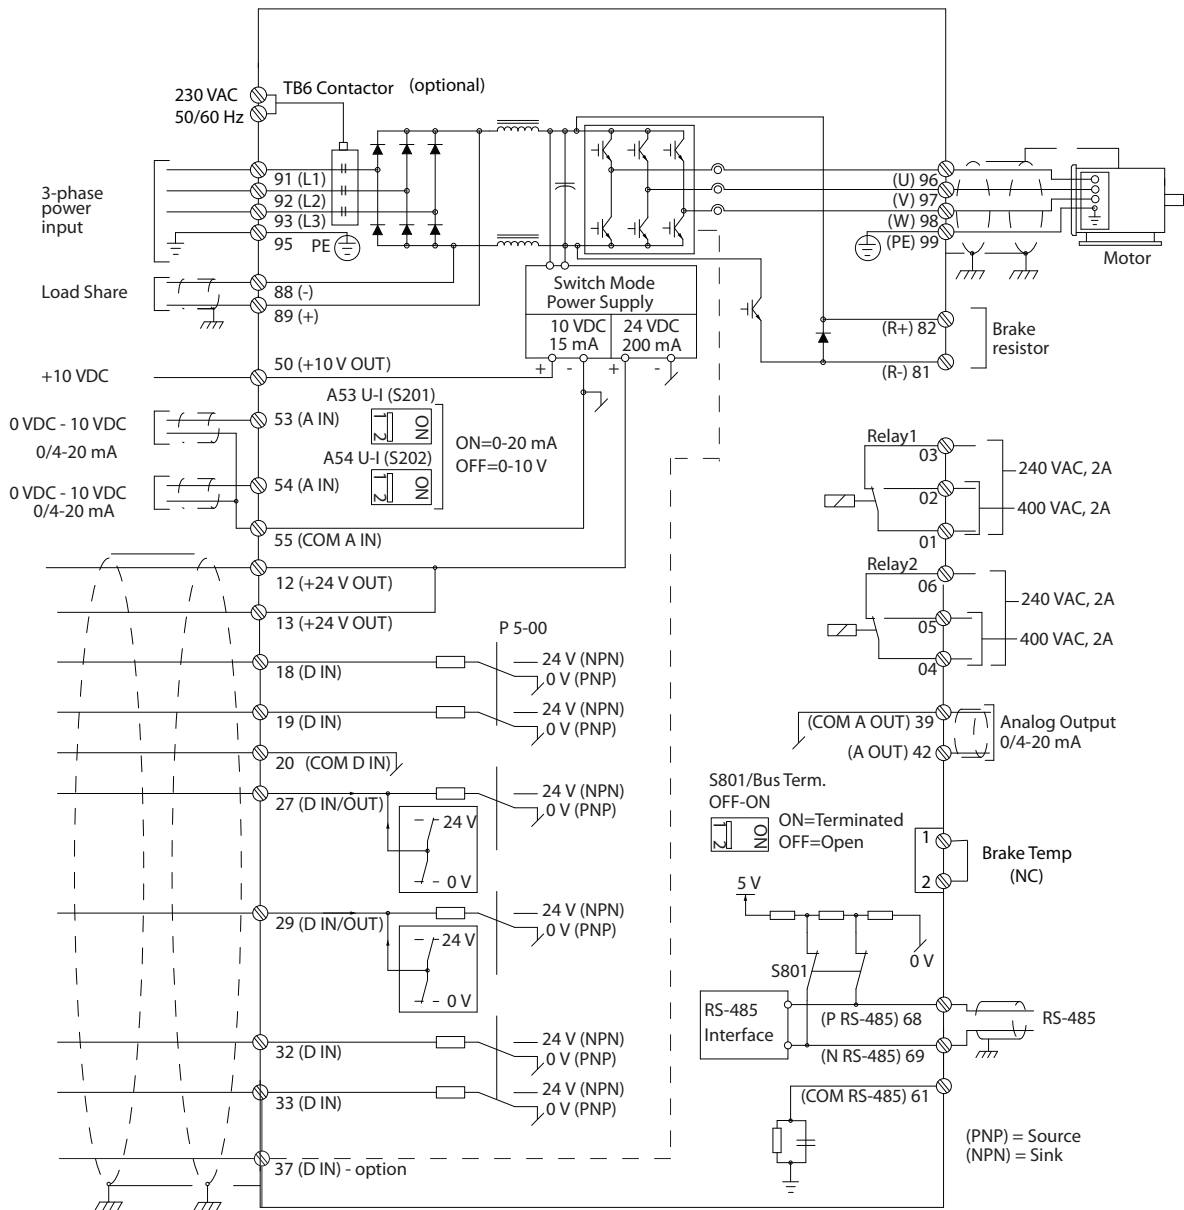 230 VAC
50/60 Hz
TB6 Contactor (optional)
3-phase
power
input
91 (L1)
92 (L2)
93 (L3)
95
PE
(U) 96
(V) 97
(W) 98
(PE) 99
Motor
Load Share
88 (-)
89 (+)
Switch Mode
Power Supply
10 VDC
15 mA
24 VDC
200 mA
+ - + -
(R+) 82
(R-) 81
Brake
resistor
+10 VDC
50 (+10 V OUT)
0 VDC - 10 VDC
0/4-20 mA
53 (A IN)
A53 U-I (S201)
1 2
ON
A54 U-I (S202)
1 2
ON
ON=0-20 mA
OFF=0-10 V
0 VDC - 10 VDC
0/4-20 mA
54 (A IN)
55 (COM A IN)
Relay1
03
02
01
240 VAC, 2A
400 VAC, 2A
Relay2
06
05
04
240 VAC, 2A
400 VAC, 2A
12 (+24 V OUT)
13 (+24 V OUT)
P 5-00
18 (D IN)
24 V (NPN)
0 V (PNP)
19 (D IN)
24 V (NPN)
0 V (PNP)
20 (COM D IN)
27 (D IN/OUT)
24 V (NPN)
0 V (PNP)
24 V
0 V
29 (D IN/OUT)
24 V (NPN)
0 V (PNP)
24 V
0 V
32 (D IN)
24 V (NPN)
0 V (PNP)
33 (D IN)
24 V (NPN)
0 V (PNP)
37 (D IN) - option
(COM A OUT) 39
(A OUT) 42
Analog Output
0/4-20 mA
S801/Bus Term.
OFF-ON
1 2
ON
ON=Terminated
OFF=Open
1
2
Brake Temp
(NC)
5 V
S801
0 V
RS-485
Interface
(P RS-485) 68
(N RS-485) 69
RS-485
(COM RS-485) 61
(PNP) = Source
(NPN) = Sink